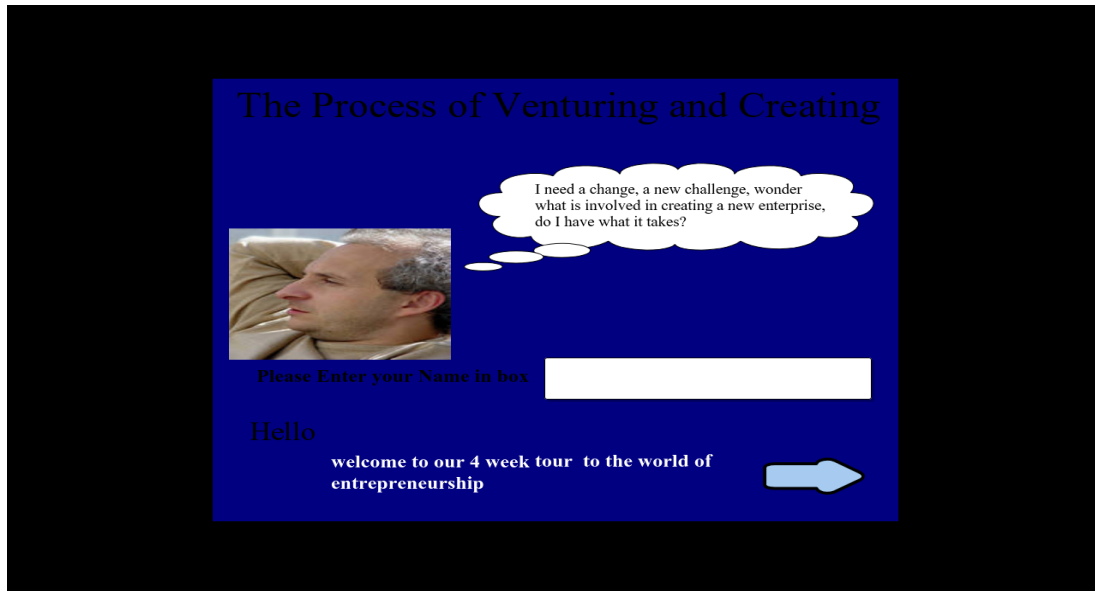 The Process of Venturing and Creating
I need a change, a new challenge, wonder
what is involved in creating a new enterprise,
do I have what it takes?
Please Enter your Name in box
Hello
welcome to our 4 week tour  to the world of
entrepreneurship